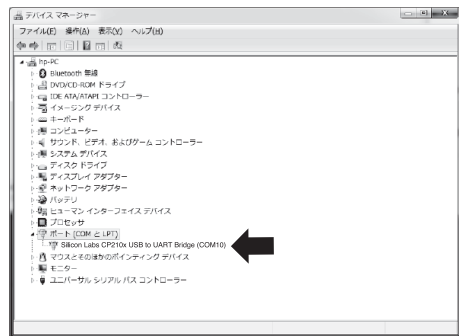 デバイス マネージャー
ファイル(F) 操作(A) 表示(V) ヘルプ(H)
hp-PC
Bluetooth 無線
DVD/CD-ROM ドライブ
IDE ATA/ATAPI コントローラー
イメージング デバイス
キーボード
コンピューター
サウンド、ビデオ、およびゲーム コントローラー
システム デバイス
ディスク ドライブ
ディスプレイ アダプター
ネットワーク アダプター
バッテリ
ヒューマン インターフェイス デバイス
プロセッサ
ポート (COM と LPT)
Silicon Labs CP210x USB to UART Bridge (COM10)
マウスとそのほかのポインティング デバイス
モニター
ユニバーサル シリアル バス コントローラー